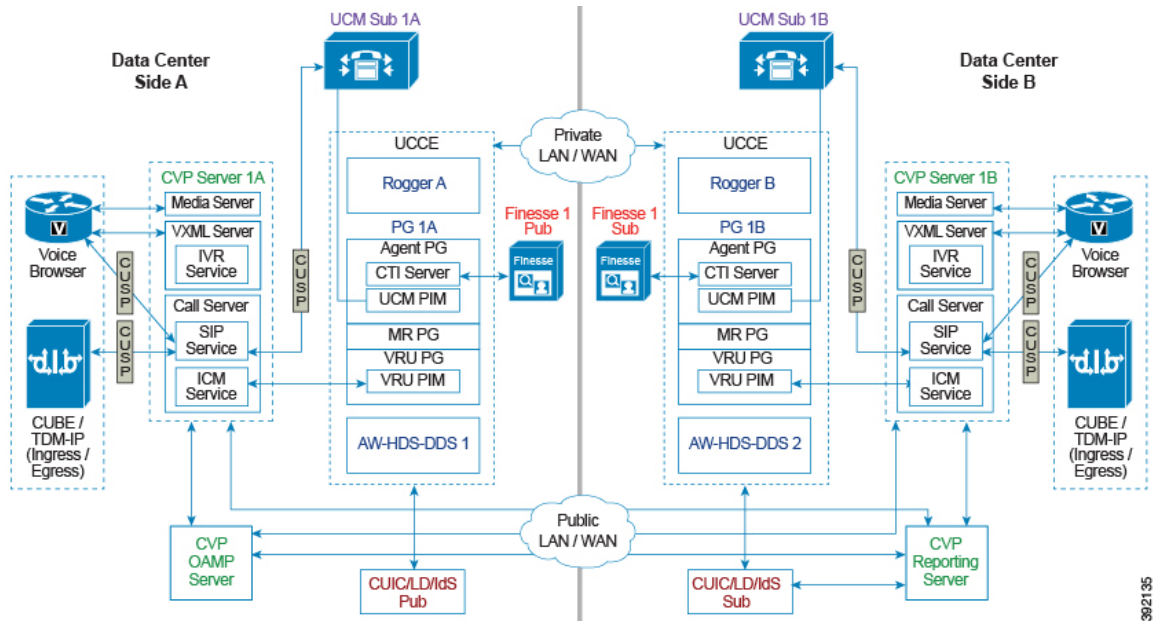 UCM Sub 1A
UCM Sub 1B
Data Center
Side A
Data Center
Side B
Private
LAN / WAN
UCCE
Rogger A
PG 1A
Agent PG
CTI Server
UCM PIM
MR PG
VRU PG
VRU PIM
AW-HDS-DDS 1
CVP Server 1A
Media Server
VXML Server
IVR
Service
Call Server
SIP
Service
ICM
Service
V
Voice
Browser
CUSP
CUSP
CUSP
CUBE /
TDM-IP
(Ingress /
Egress)
Finesse 1
Pub
Finesse
Finesse 1
Sub
Finesse
UCCE
Rogger B
PG 1B
Agent PG
CTI Server
UCM PIM
MR PG
VRU PG
VRU PIM
AW-HDS-DDS 2
CVP Server 1B
Media Server
VXML Server
IVR
Service
Call Server
SIP
Service
ICM
Service
V
Voice
Browser
CUSP
CUSP
CUSP
CUBE /
TDM-IP
(Ingress /
Egress)
Public
LAN / WAN
CVP
OAMP
Server
CUIC/LD/IdS
Pub
CUIC/LD/IdS
Sub
CVP
Reporting
Server
392135